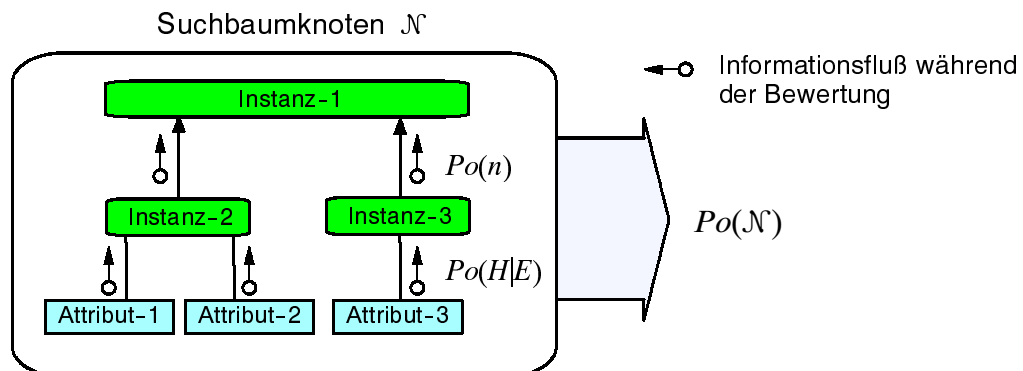 Suchbaumknoten 𝒩
Informationsfluß während
der Bewertung
Instanz-1
Po(n)
Instanz-2
Instanz-3
Po(𝒩)
Po(H|E)
Attribut-1
Attribut-2
Attribut-3